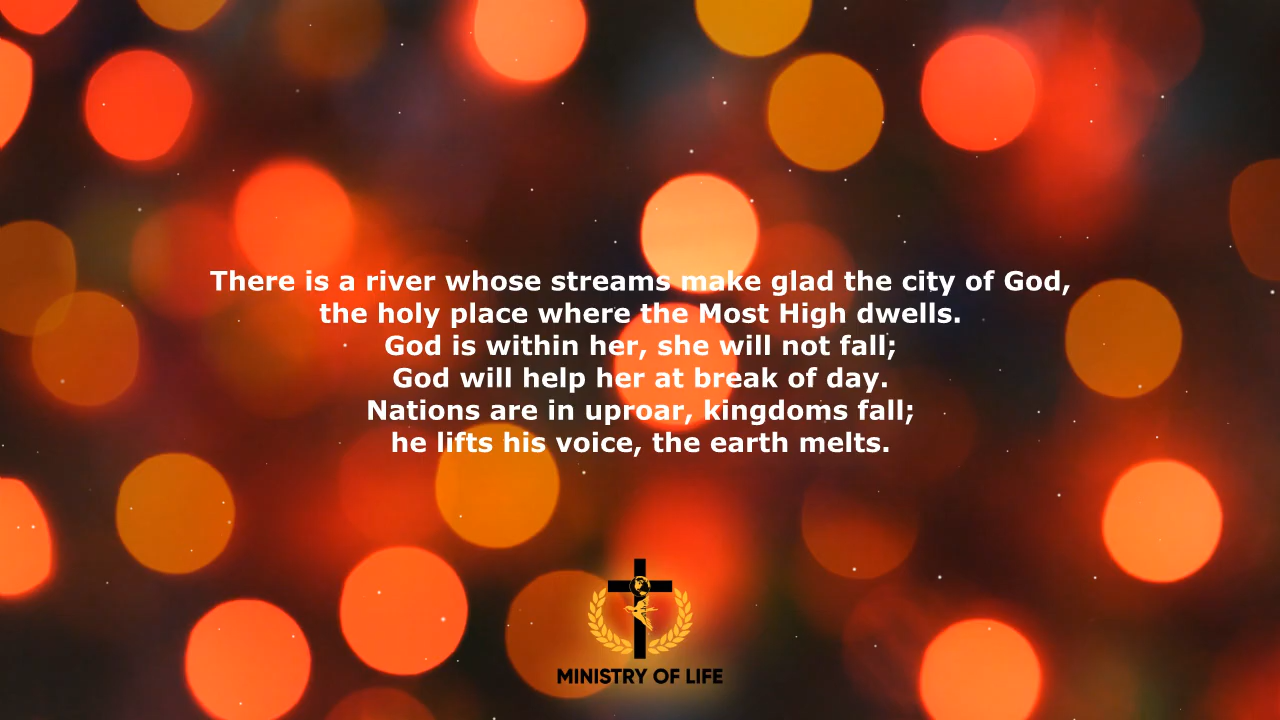 There is a river whose streams make glad the city of God,
the holy place where the Most High dwells.
God is within her, she will not fall;
God will help her at break of day.
Nations are in uproar, kingdoms fall;
he lifts his voice, the earth melts.
MINISTRY OF LIFE